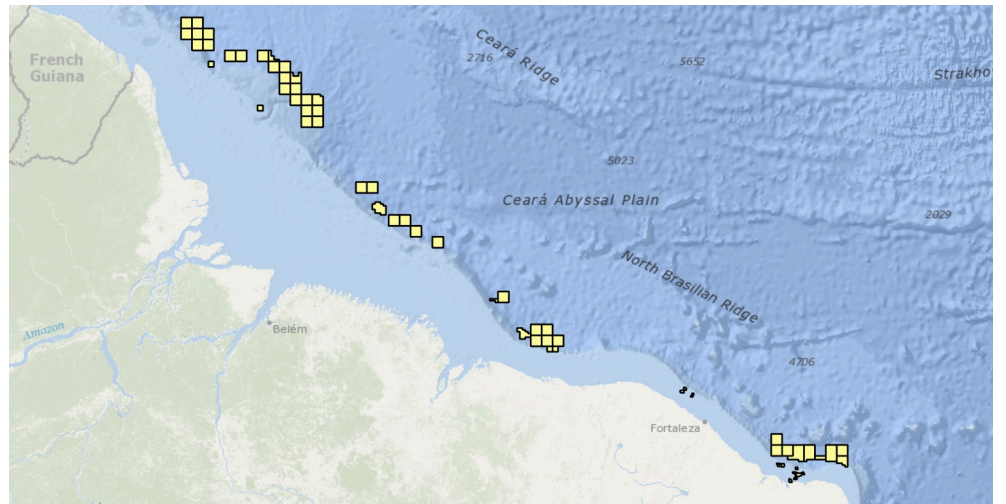 French
Guiana
Ceará Ridge
2716
5652
Strakho
5023
Ceará Abyssal Plain
2029
North Brasilian Ridge
Amazon
Belém
4706
Fortaleza